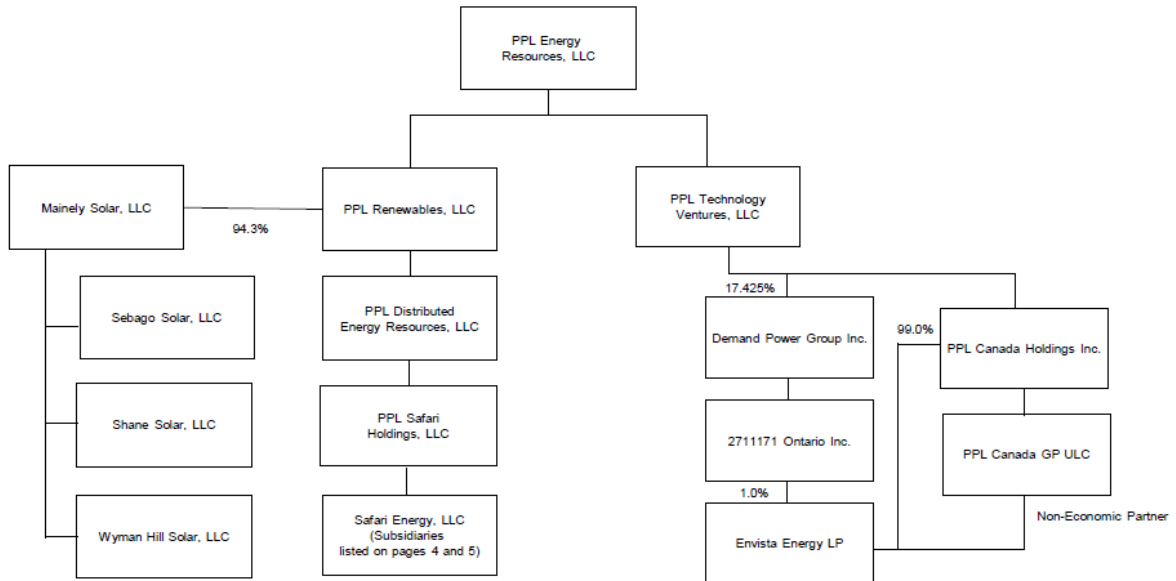 PPL Energy
Resources, LLC
Mainely Solar, LLC
94.3%
PPL Renewables, LLC
PPL Technology
Ventures, LLC
Sebago Solar, LLC
PPL Distributed
Energy Resources, LLC
17.425%
Demand Power Group Inc.
99.0%
PPL Canada Holdings Inc.
Shane Solar, LLC
PPL Safari
Holdings, LLC
2711171 Ontario Inc.
PPL Canada GP ULC
1.0%
Wyman Hill Solar, LLC
Safari Energy, LLC
(Subsidiaries
listed on pages 4 and 5)
Envista Energy LP
Non-Economic Partner